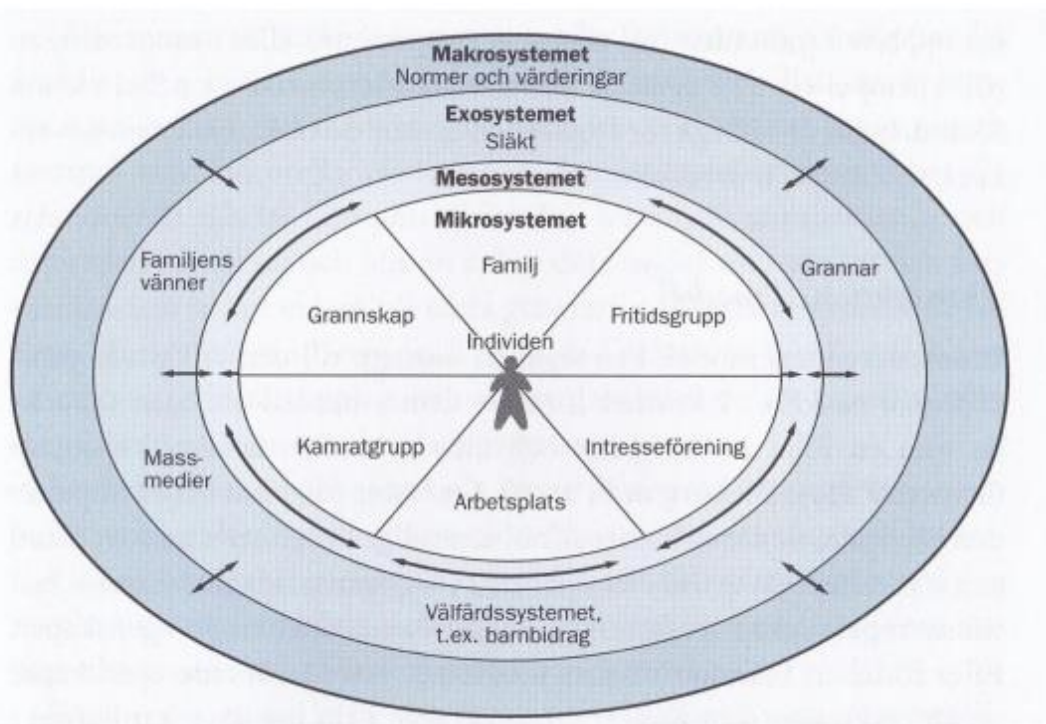 Makrosystemet
Normer och värderingar
Exosystemet
Släkt
Mesosystemet
Mikrosystemet
Familjens
vänner
Familj
Grannar
Grannskap
Fritidsgrupp
Individen
Kamratgrupp
Intresseförening
Mass-
medier
Arbetsplats
Välfärdssystemet,
t.ex. barnbidrag